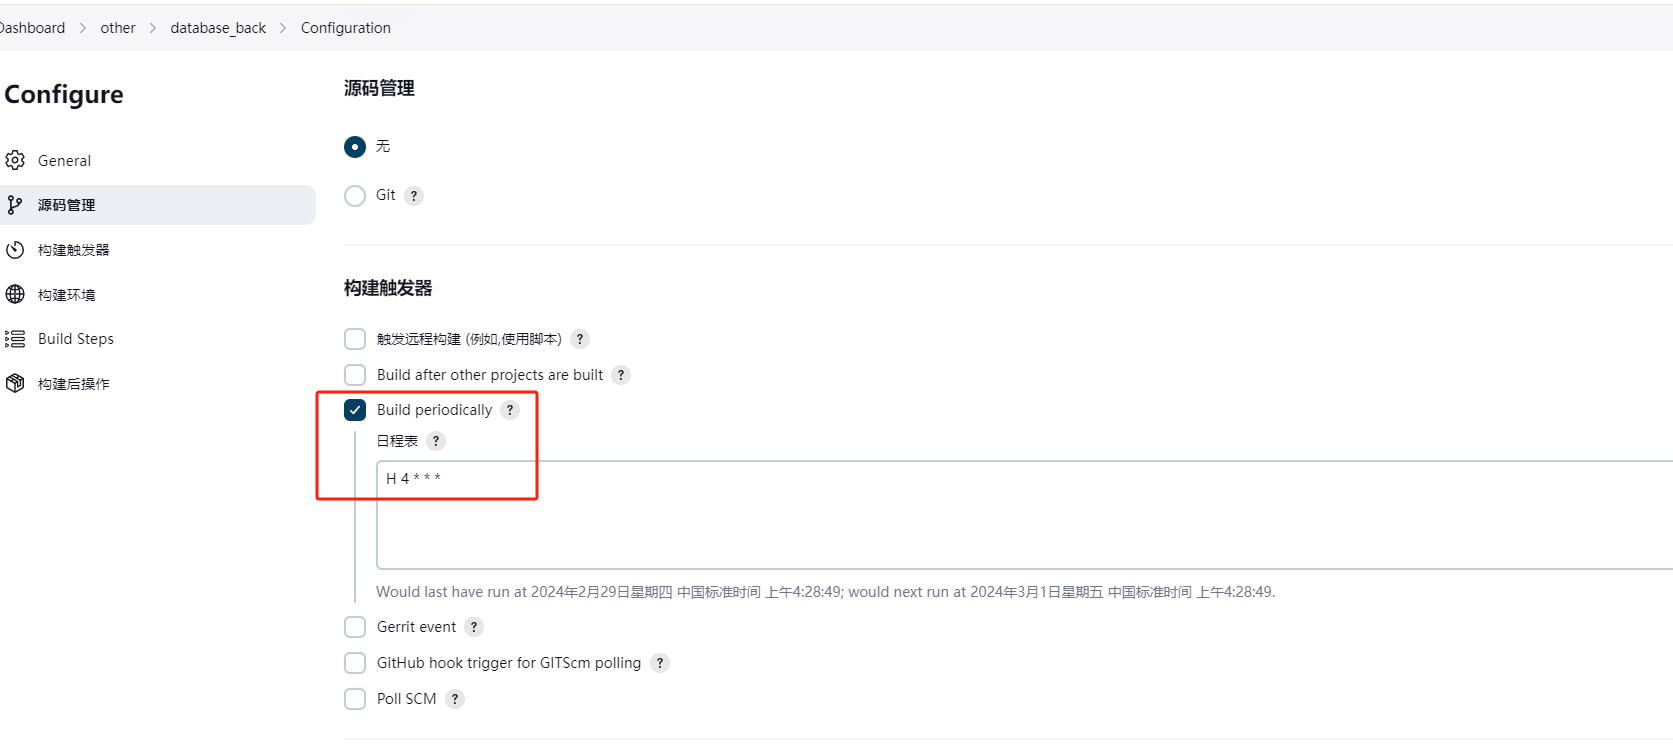 Dashboard > other > database_back > Configuration
Configure
General
源码管理
构建触发器
构建环境
Build Steps
构建后操作
源码管理
无
Git ?
构建触发器
触发远程构建 (例如,使用脚本) ?
Build after other projects are built ?
Build periodically ?
日程表 ?
H 4 * * *
Would last have run at 2024年2月29日星期四 中国标准时间 上午4:28:49; would next run at 2024年3月1日星期五 中国标准时间 上午4:28:49.
Gerrit event ?
GitHub hook trigger for GITScm polling ?
Poll SCM ?